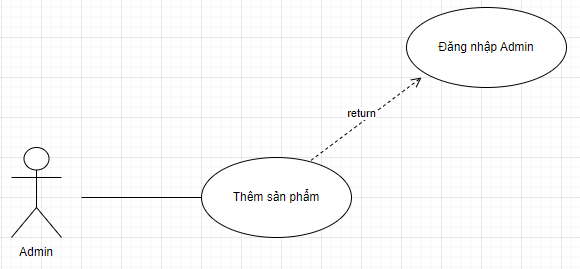 Đăng nhập Admin
return
Thêm sản phẩm
Admin